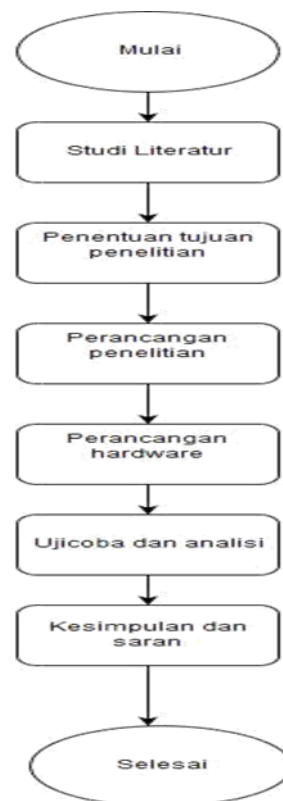 Mulai
Studi Literatur
Penentuan tujuan
penelitian
Perancangan
penelitian
Perancangan
hardware
Ujicoba dan analisi
Kesimpulan dan
saran
Selesai